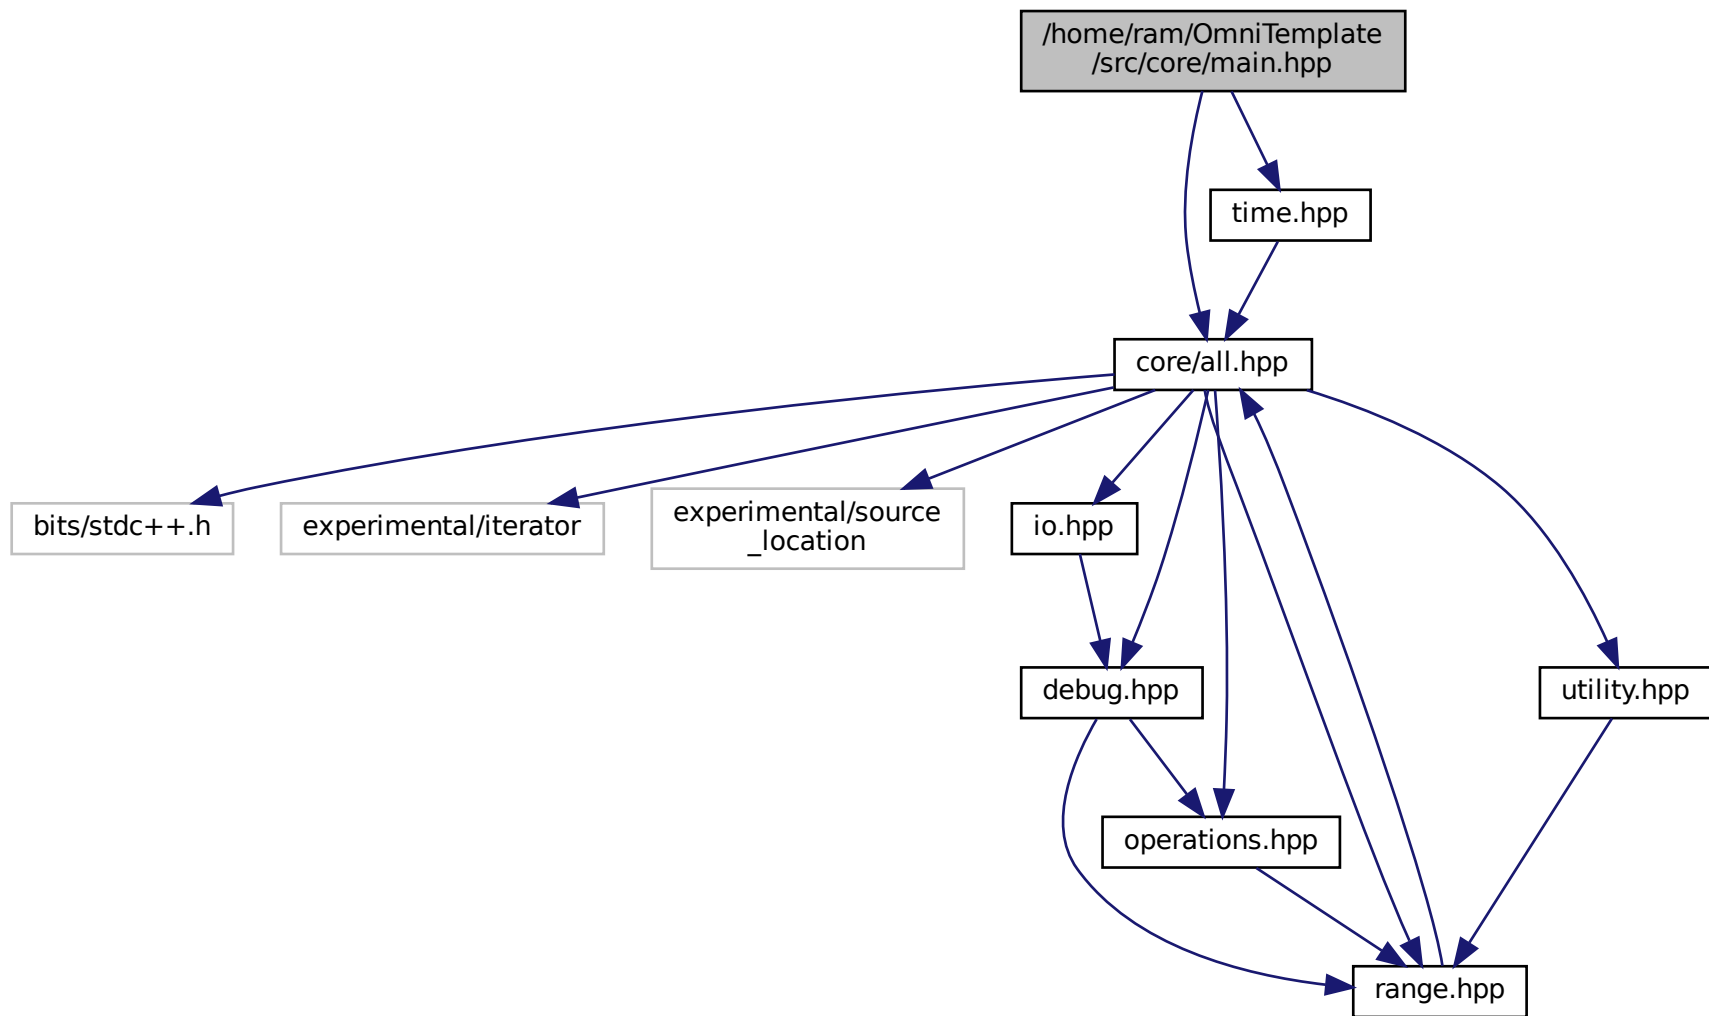 /home/ram/OmniTemplate
/src/core/main.hpp
time.hpp
core/all.hpp
bits/stdc++.h
experimental/iterator
experimental/source
_location
io.hpp
debug.hpp
utility.hpp
operations.hpp
range.hpp